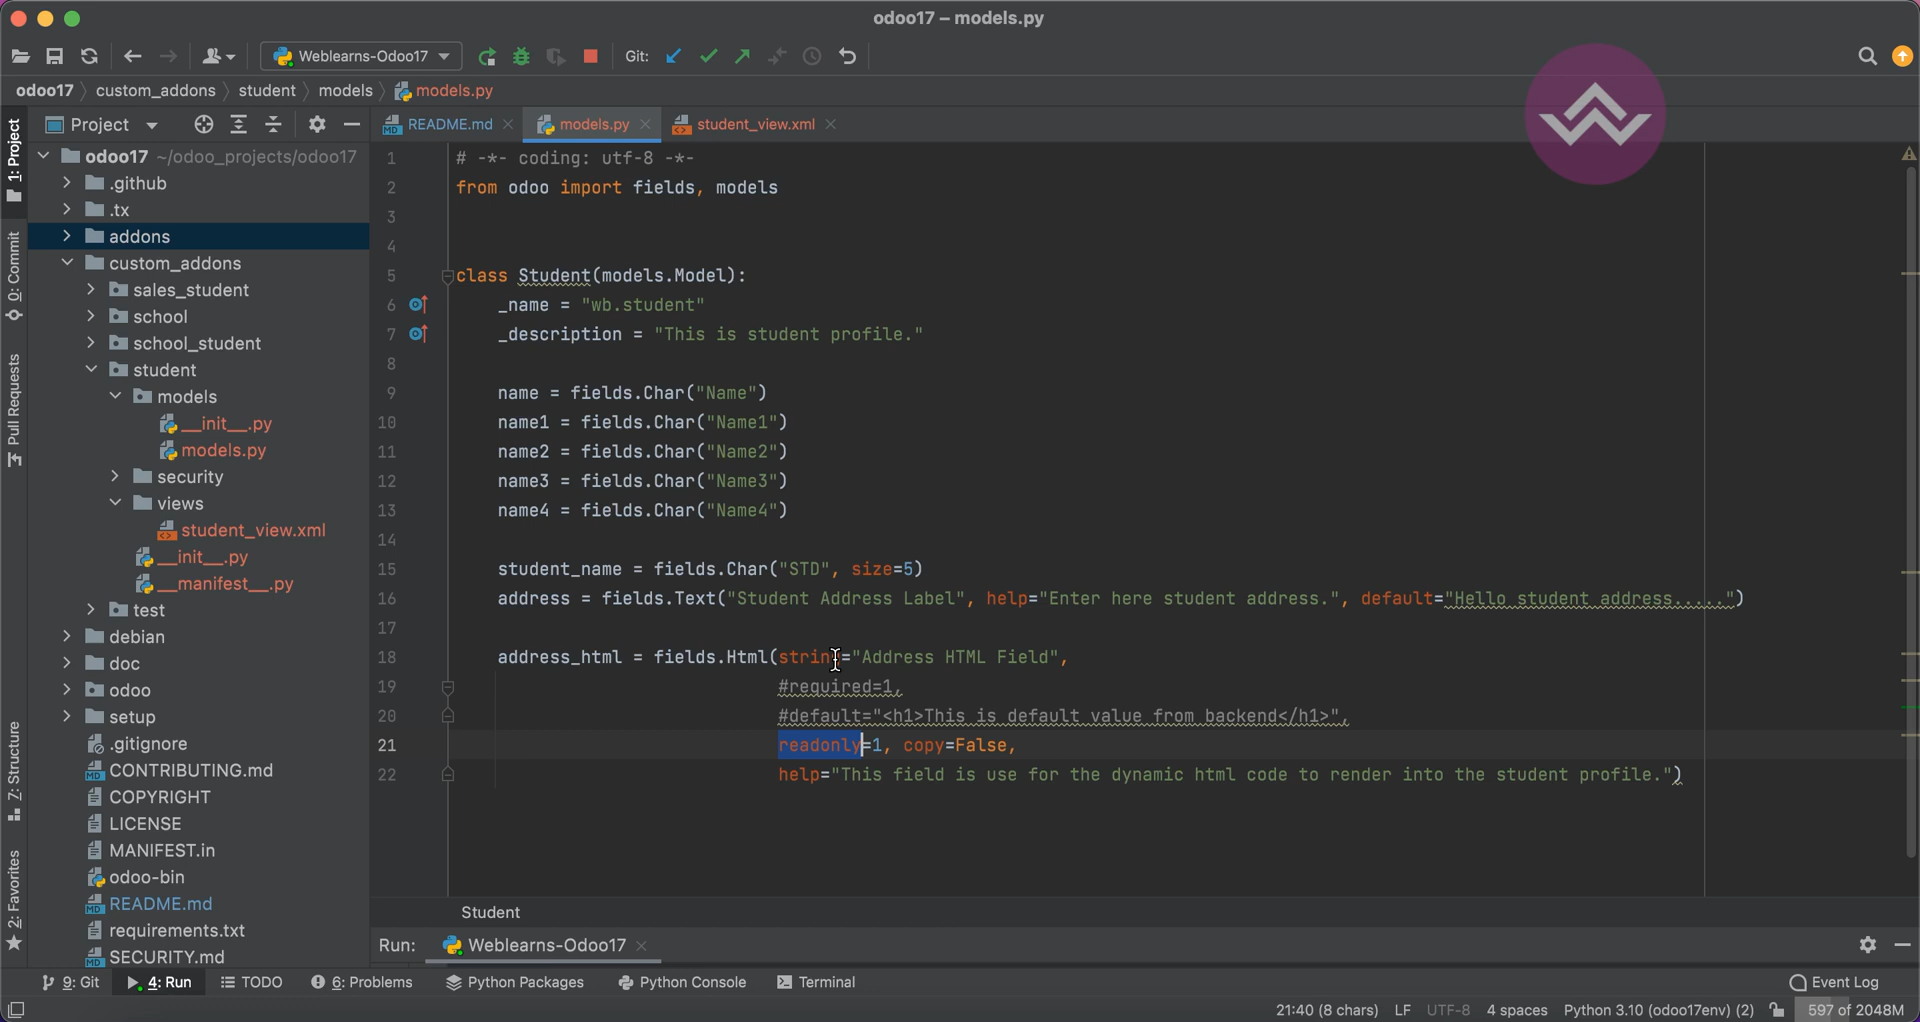 odoo17 – models.py
Weblearns-Odoo17
Git:
odoo17
custom_addons
student
models
models.py
Project
README.md
models.py
student_view.xml
1: Project
0: Commit
Pull Requests
Z: Structure
2: Favorites
odoo17 ~/odoo_projects/odoo17
.github
.tx
addons
custom_addons
sales_student
school
school_student
student
models
__init__.py
models.py
security
views
student_view.xml
__init__.py
__manifest__.py
test
debian
doc
odoo
setup
.gitignore
CONTRIBUTING.md
COPYRIGHT
LICENSE
MANIFEST.in
odoo-bin
README.md
requirements.txt
SECURITY.md
1 # -*- coding: utf-8 -*-
2 from odoo import fields, models
3
4
5 class Student(models.Model):
6 _name = "wb.student"
7 _description = "This is student profile."
8
9 name = fields.Char("Name")
10 name1 = fields.Char("Name1")
11 name2 = fields.Char("Name2")
12 name3 = fields.Char("Name3")
13 name4 = fields.Char("Name4")
14
15 student_name = fields.Char("STD", size=5)
16 address = fields.Text("Student Address Label", help="Enter here student address.", default="Hello student address.....")
17
18 address_html = fields.Html(string="Address HTML Field",
19 #required=1,
20 #default="<h1>This is default value from backend</h1>",
21 readonly=1, copy=False,
22 help="This field is use for the dynamic html code to render into the student profile.")
Student
Run:
Weblearns-Odoo17
9: Git
4: Run
TODO
6: Problems
Python Packages
Python Console
Terminal
Event Log
21:40 (8 chars)
LF
UTF-8
4 spaces
Python 3.10 (odoo17env) (2)
597 of 2048M